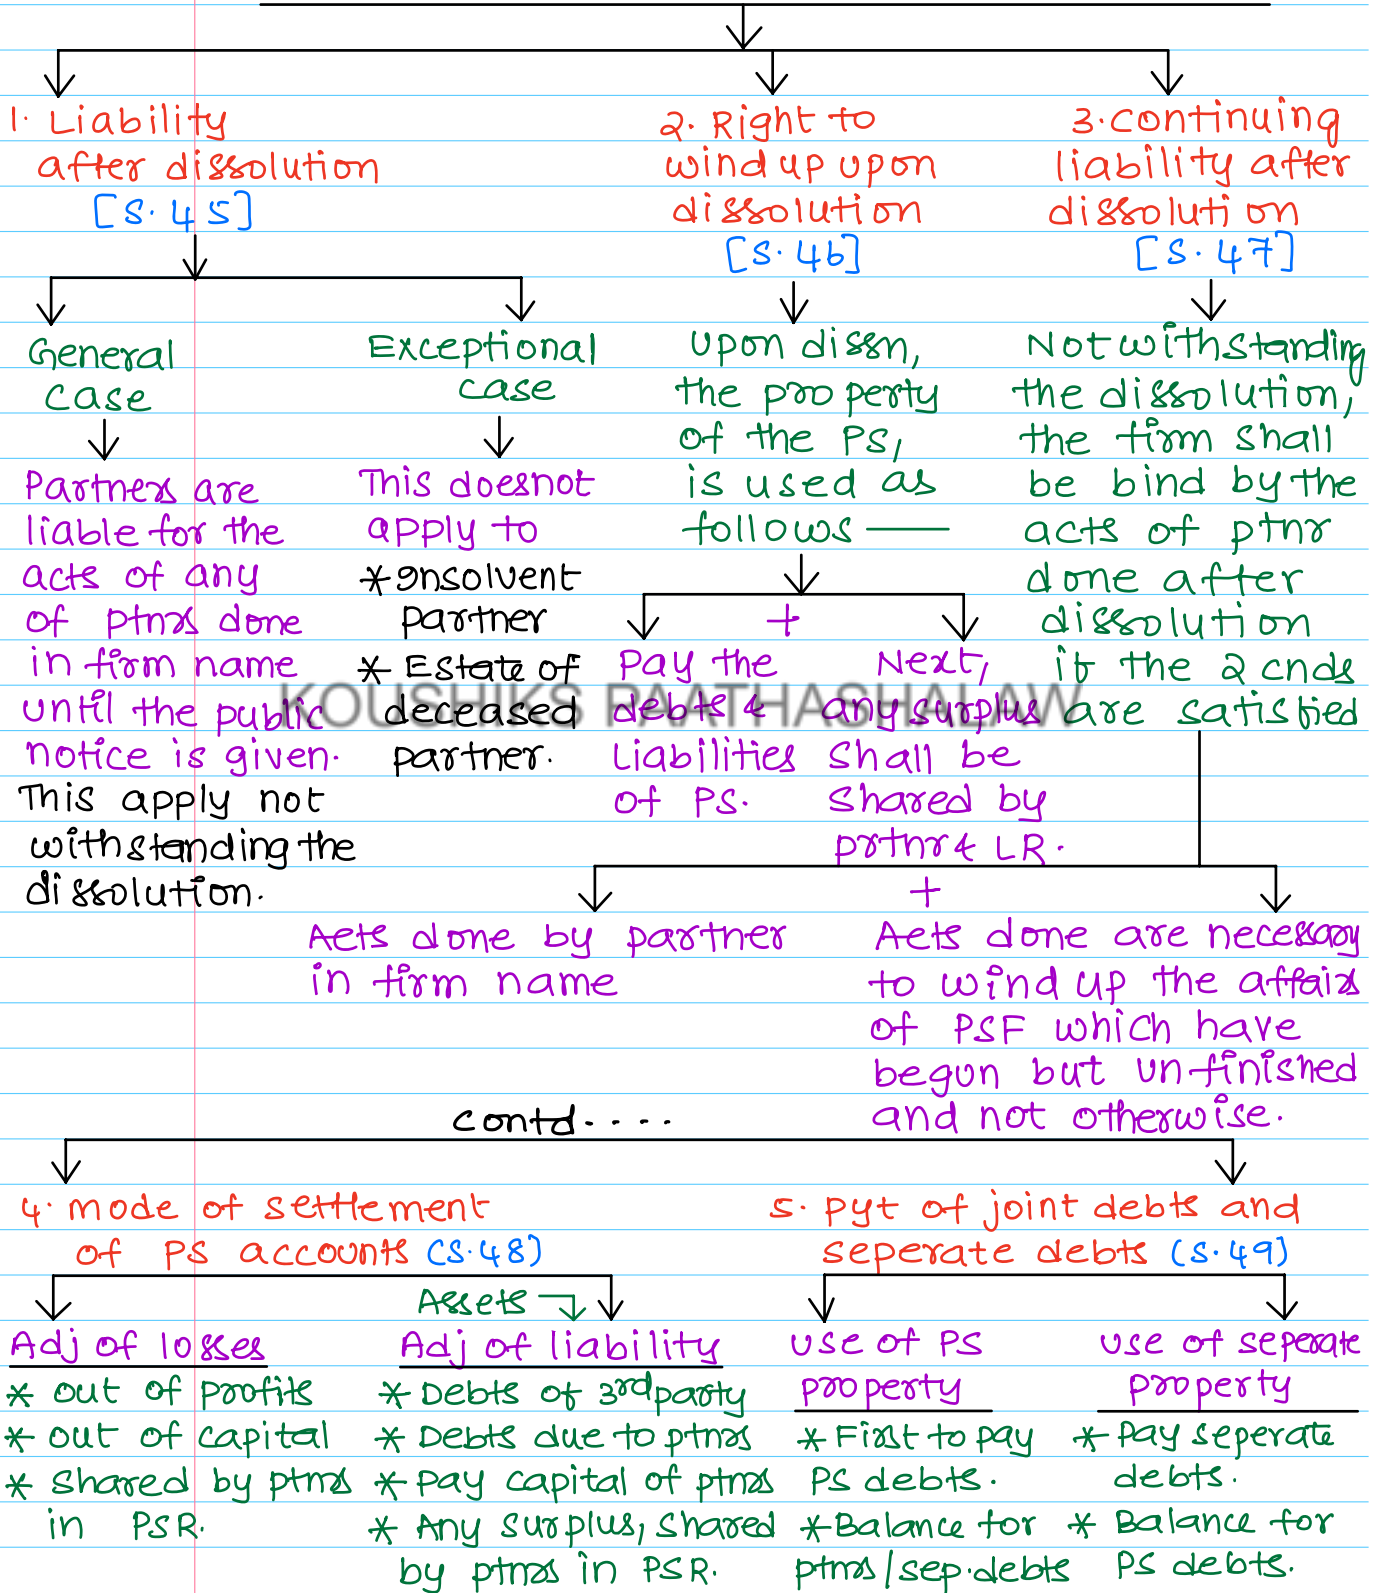 1. Liability
after dissolution
[S.45]
2. Right to
wind up upon
dissolution
[S.46]
3. Continuing
liability after
dissolution
[S.47]
General
case
Partners are
liable for the
acts of any
of ptnrs done
in firm name
until the public
notice is given.
This apply not
withstanding the
dissolution.
Exceptional
case
This doesnot
apply to
* Insolvent
partner
* Estate of
deceased
partner.
Upon dissn,
the property
of the PS,
is used as
follows —
+
Pay the
debts &
Liabilities
of PS.
Next,
any surplus
shall be
shared by
prtnr & LR.
Notwithstanding
the dissolution,
the firm shall
be bind by the
acts of ptnr
done after
dissolution
if the 2 cnds
are satisfied
KOUSHIKS PAATHASHALAW
+
Acts done by partner
in firm name
Acts done are necessary
to wind up the affairs
of PSF which have
begun but un-finished
and not otherwise.
contd.....
4. mode of settlement
of PS accounts (S.48)
5. Pyt of joint debts and
seperate debts (S.49)
Adj of losses
* out of profits
* out of capital
* Shared by ptnrs
in PSR.
Assets
Adj of liability
* Debts of 3rd party
* Debts due to ptnrs
* Pay capital of ptnrs
* Any surplus, shared
by ptnrs in PSR.
Use of PS
property
* First to pay
PS debts.
* Balance for
ptnrs/sep.debts
Use of seperate
property
* Pay seperate
debts.
* Balance for
PS debts.